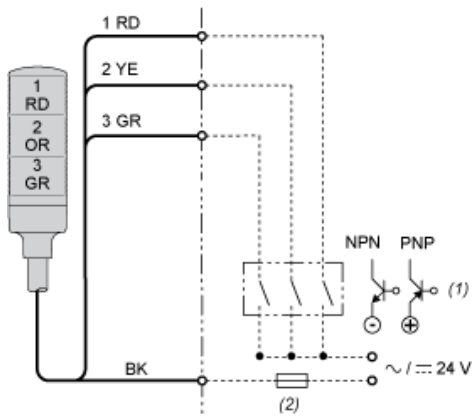 1 RD
2 YE
3 GR
1
RD
2
OR
3
GR
NPN PNP
(1)
- +
BK
~ / ⎓ 24 V
(2)